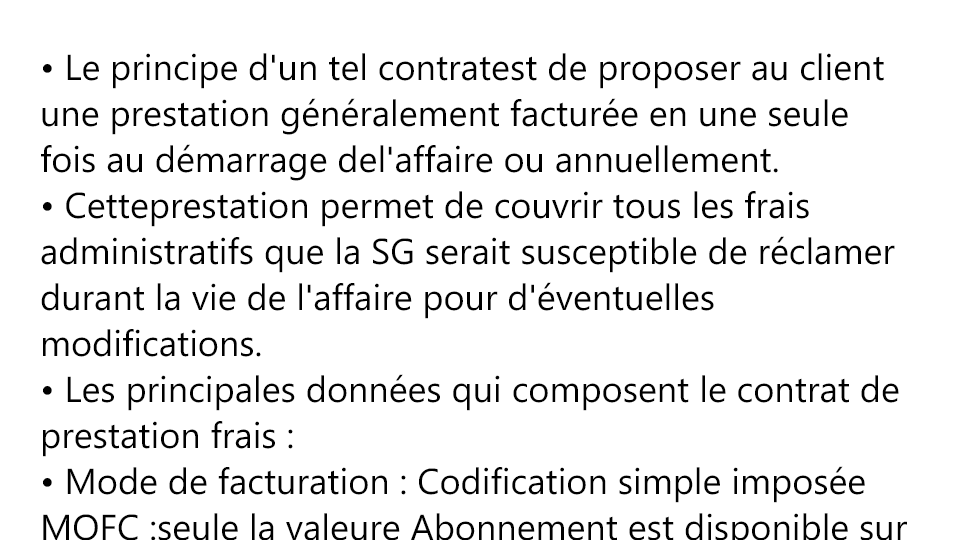 • Le principe d'un tel contratest de proposer au client
une prestation généralement facturée en une seule
fois au démarrage del'affaire ou annuellement.
• Cetteprestation permet de couvrir tous les frais
administratifs que la SG serait susceptible de réclamer
durant la vie de l'affaire pour d'éventuelles
modifications.
• Les principales données qui composent le contrat de
prestation frais :
• Mode de facturation : Codification simple imposée
MOFC :seule la valeure Abonnement est disponible sur